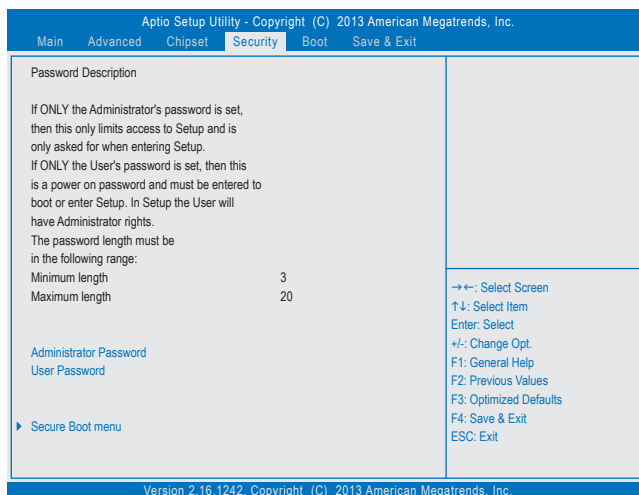 Aptio Setup Utility - Copyright (C) 2013 American Megatrends, Inc.
Main Advanced Chipset Security Boot Save & Exit
Password Description
If ONLY the Administrator's password is set,
then this only limits access to Setup and is
only asked for when entering Setup.
If ONLY the User's password is set, then this
is a power on password and must be entered to
boot or enter Setup. In Setup the User will
have Administrator rights.
The password length must be
in the following range:
Minimum length 3
Maximum length 20
Administrator Password
User Password
Secure Boot menu
→←: Select Screen
↑↓: Select Item
Enter: Select
+/-: Change Opt.
F1: General Help
F2: Previous Values
F3: Optimized Defaults
F4: Save & Exit
ESC: Exit
Version 2.16.1242. Copyright (C) 2013 American Megatrends, Inc.